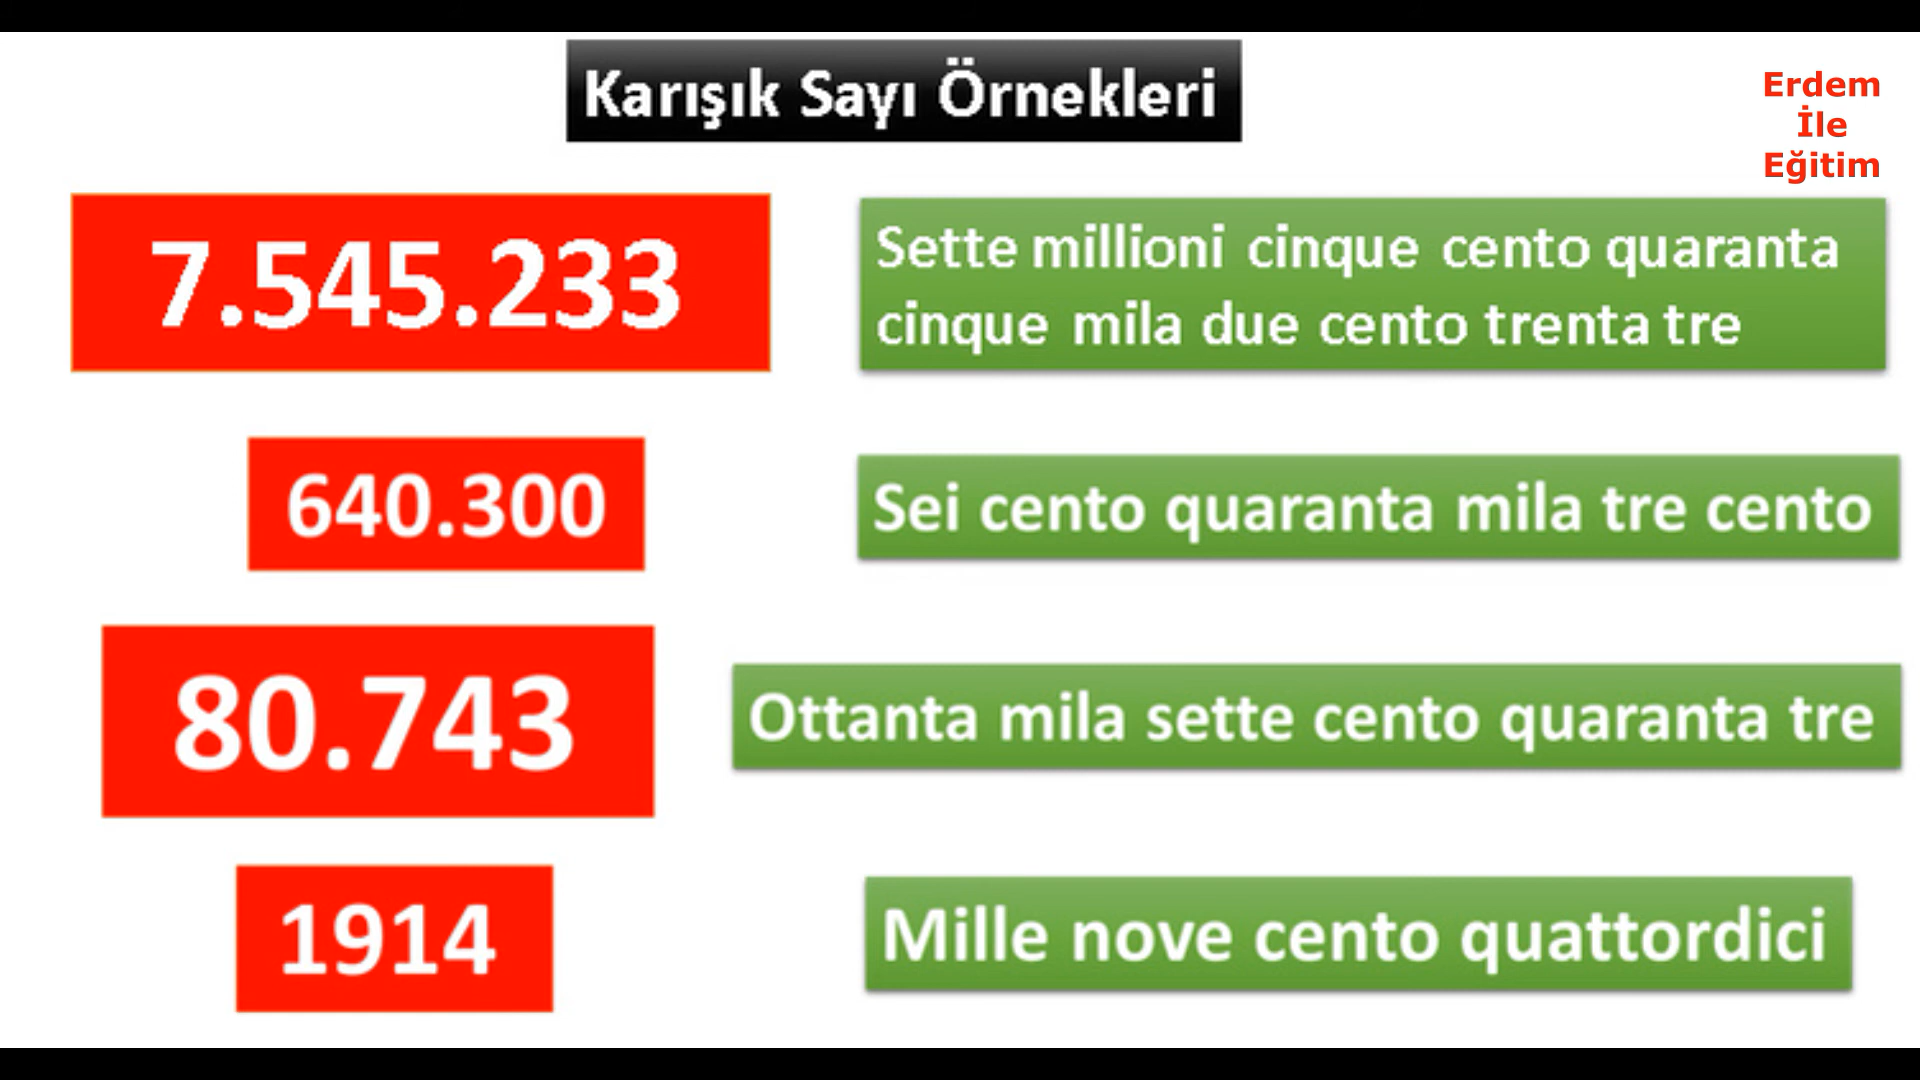 Karışık Sayı Örnekleri
Erdem
İle
Eğitim
7.545.233
Sette millioni cinque cento quaranta
cinque mila due cento trenta tre
640.300
Sei cento quaranta mila tre cento
80.743
Ottanta mila sette cento quaranta tre
1914
Mille nove cento quattordici